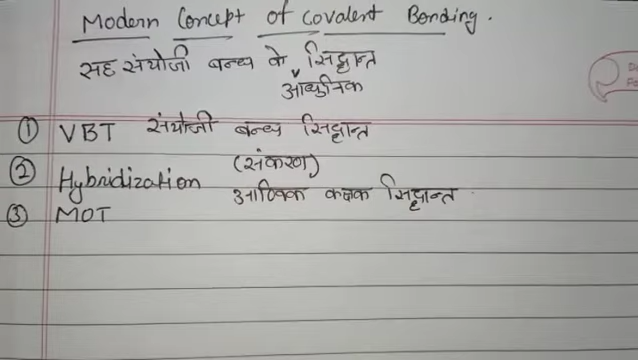 Modern Concept of Covalent Bonding.
सह संयोजी बन्ध के सिद्धान्त
आधुनिक
① VBT संयोजी बन्ध सिद्धान्त
② Hybridization (संकरण)
③ MOT आण्विक कक्षक सिद्धान्त